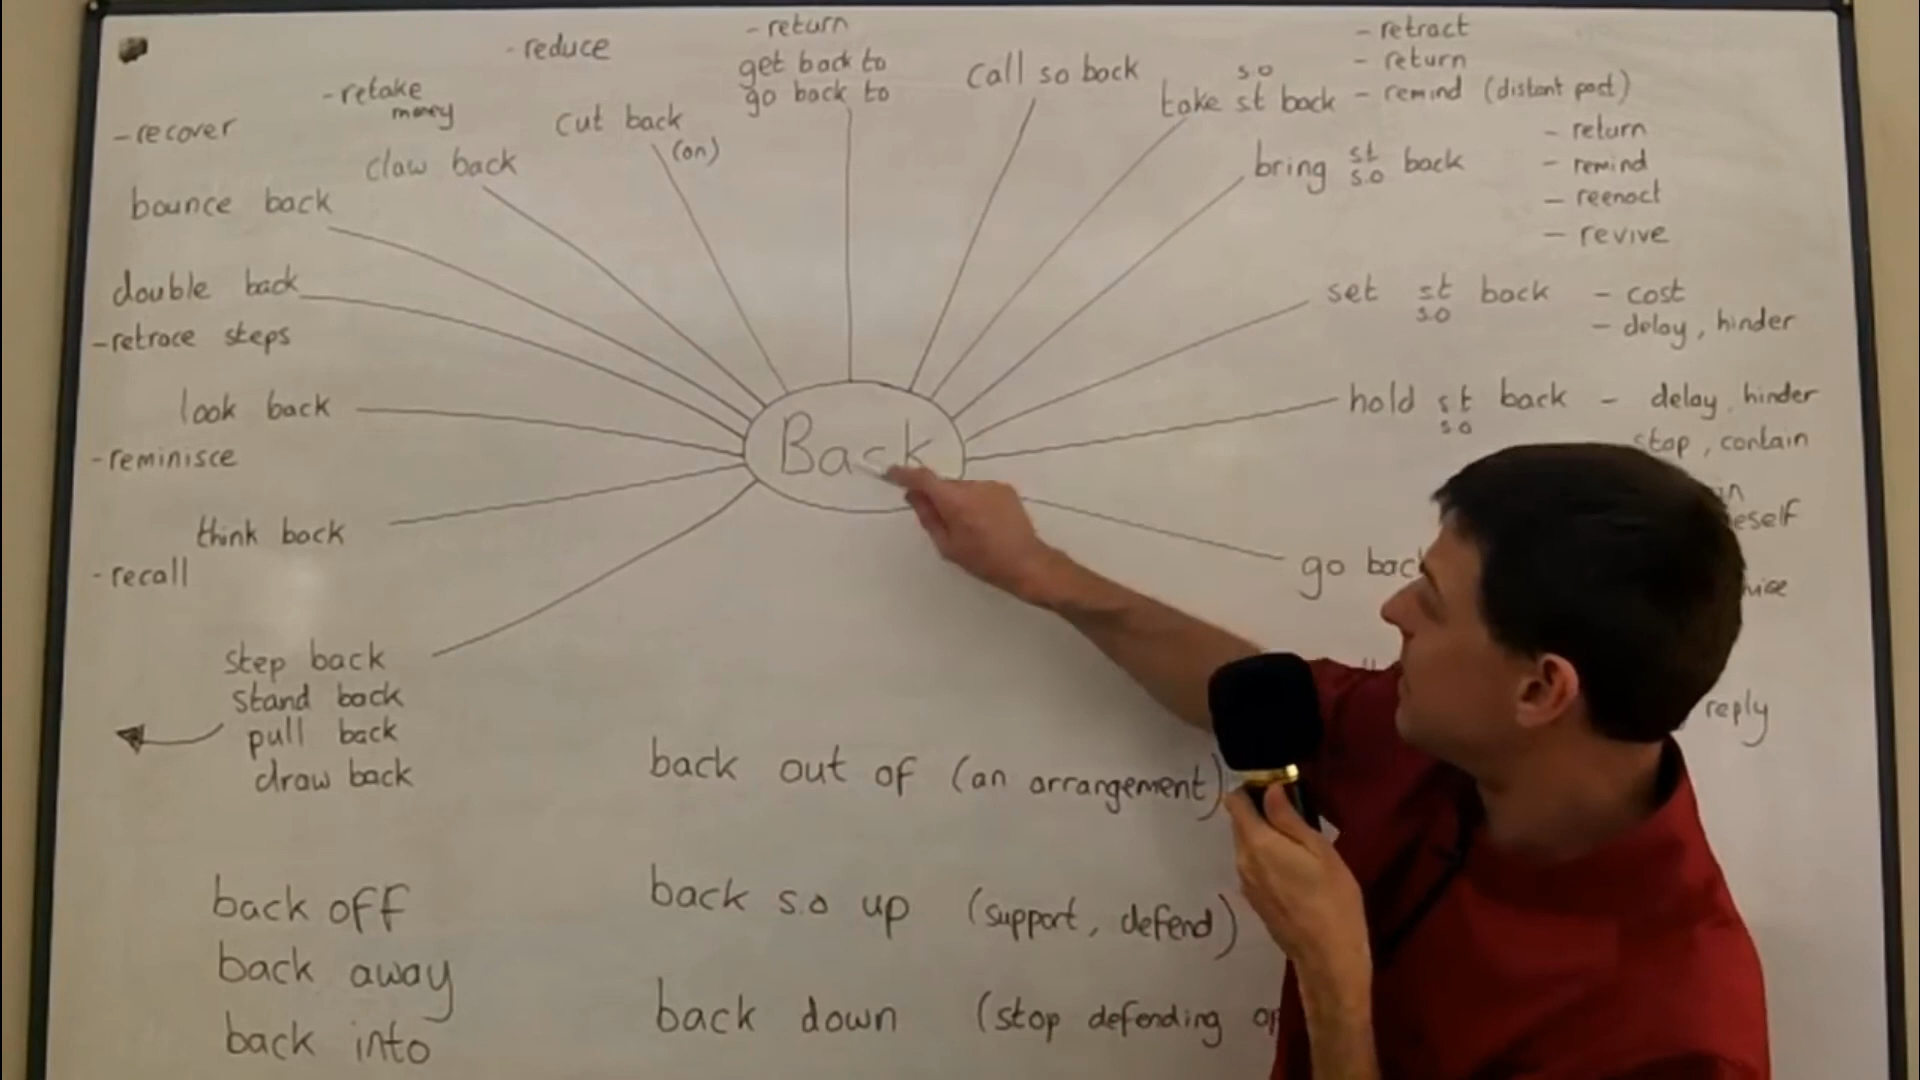 - return
- reduce
get back to
go back to
call so back
- retract
- return
so
take st back - remind (distant past)
- retake
money
cut back
(on)
- recover
claw back
bring st back
s.o
- return
- remind
- reenact
- revive
bounce back
double back
- retrace steps
set st back - cost
so
- delay, hinder
look back
- reminisce
hold st back - delay, hinder
so
stop, contain
Back
think back
- recall
go back
step back
stand back
pull back
draw back
reply
back out of (an arrangement)
back s.o up (support, defend)
back down (stop defending
back off
back away
back into